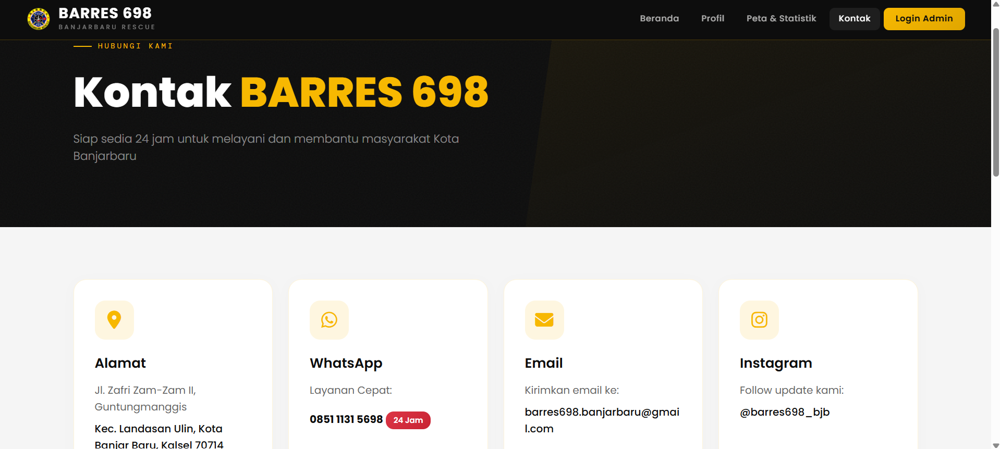 BARRES 698
BANJARBARU RESCUE
Beranda
Profil
Peta & Statistik
Kontak
Login Admin
HUBUNGI KAMI
Kontak BARRES 698
Siap sedia 24 jam untuk melayani dan membantu masyarakat Kota
Banjarbaru
Alamat
Jl. Zafri Zam-Zam II,
Guntungmanggis
Kec. Landasan Ulin, Kota
Banjar Baru, Kalsel 70714
WhatsApp
Layanan Cepat:
0851 1131 5698 24 Jam
Email
Kirimkan email ke:
barres698.banjarbaru@gmai
l.com
Instagram
Follow update kami:
@barres698_bjb